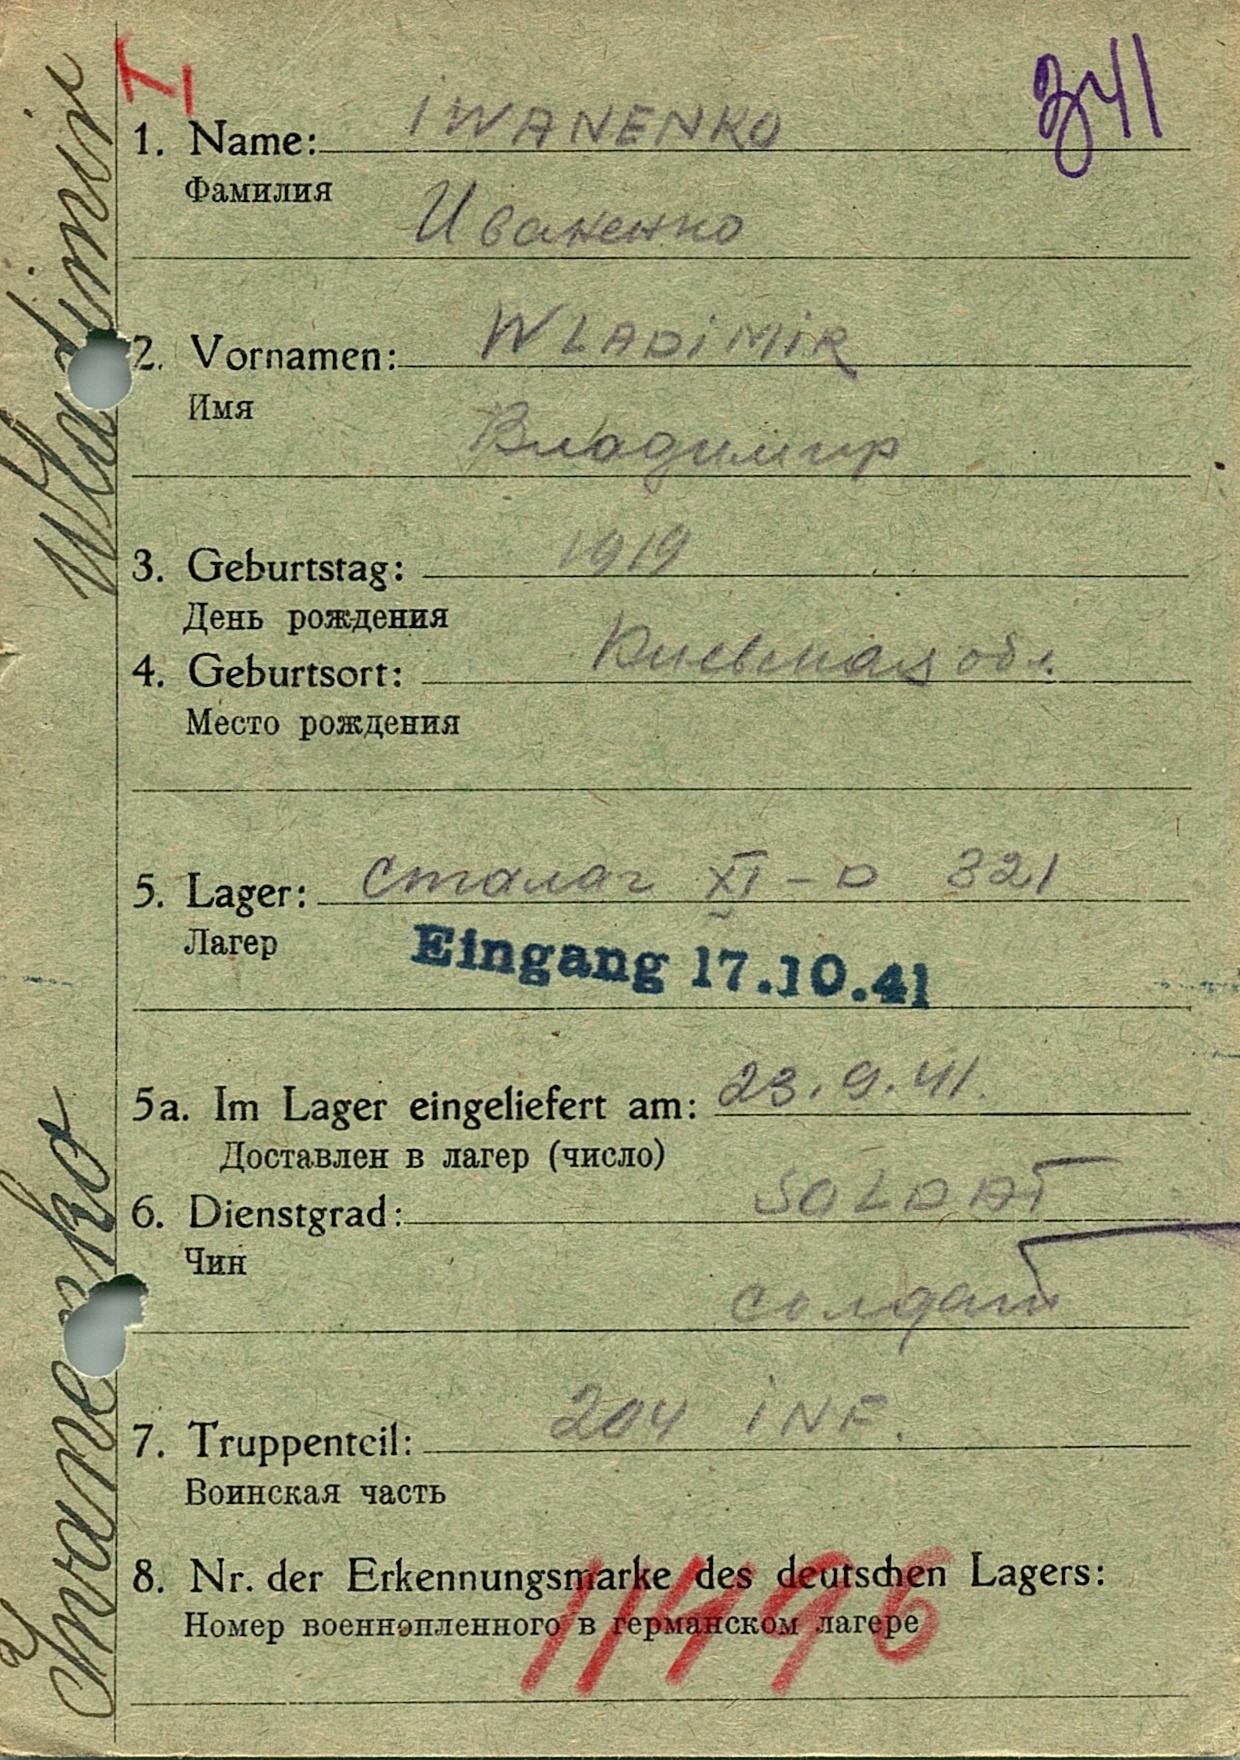 I
1. Name: IWANENKO
Фамилия
Иваненко
2. Vornamen: WLADiMiR
Имя
Владимир
3. Geburtstag: 1919
День рождения
4. Geburtsort: Киевская обл.
Место рождения
5. Lager: Сталаг XI-D 321
Лагер
Eingang 17.10.41
5a. Im Lager eingeliefert am: 23.9.41.
Доставлен в лагер (число)
6. Dienstgrad: SOLDAT
Чин
солдат
7. Truppenteil: 204 iNF.
Воинская часть
8. Nr. der Erkennungsmarke des deutschen Lagers:
Номер военнопленного в германском лагере
11496
Iwanenko Wladimir